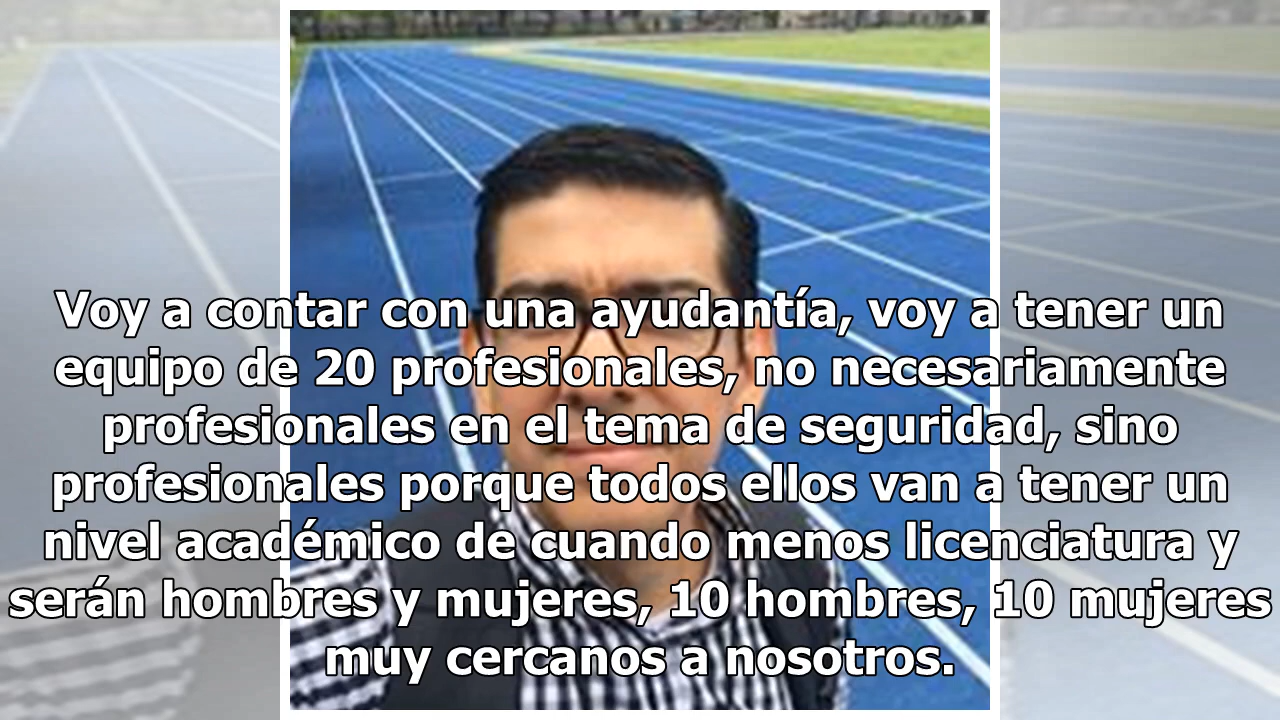 Voy a contar con una ayudantía, voy a tener un
equipo de 20 profesionales, no necesariamente
profesionales en el tema de seguridad, sino
profesionales porque todos ellos van a tener un
nivel académico de cuando menos licenciatura y
serán hombres y mujeres, 10 hombres, 10 mujeres
muy cercanos a nosotros.